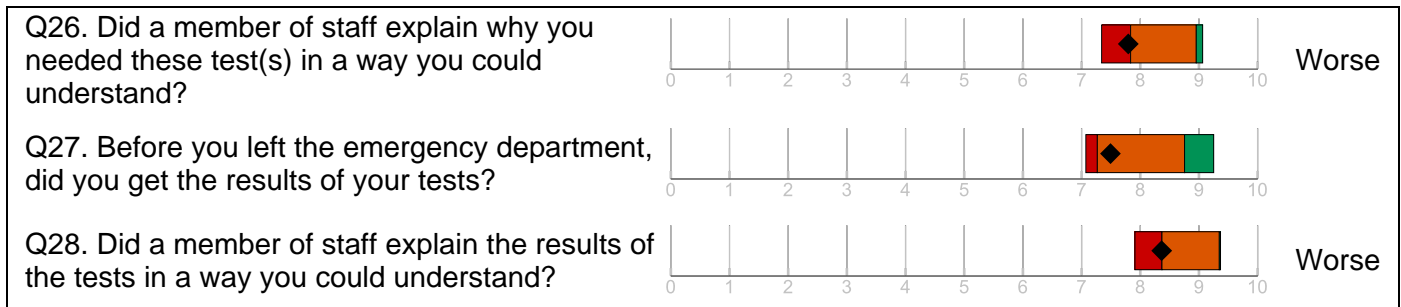 Q26. Did a member of staff explain why you
needed these test(s) in a way you could
understand?
0 1 2 3 4 5 6 7 8 9 10
Worse
Q27. Before you left the emergency department,
did you get the results of your tests?
0 1 2 3 4 5 6 7 8 9 10
Q28. Did a member of staff explain the results of
the tests in a way you could understand?
0 1 2 3 4 5 6 7 8 9 10
Worse